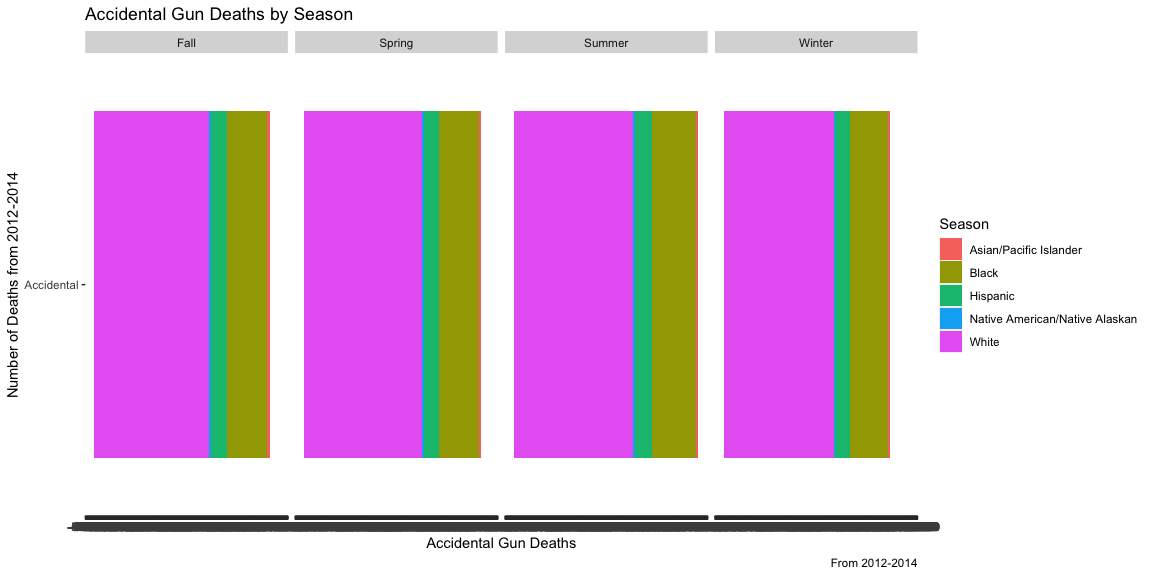 Accidental Gun Deaths by Season
Fall
Spring
Summer
Winter
Number of Deaths from 2012-2014
Accidental
Season
Asian/Pacific Islander
Black
Hispanic
Native American/Native Alaskan
White
Accidental Gun Deaths
From 2012-2014